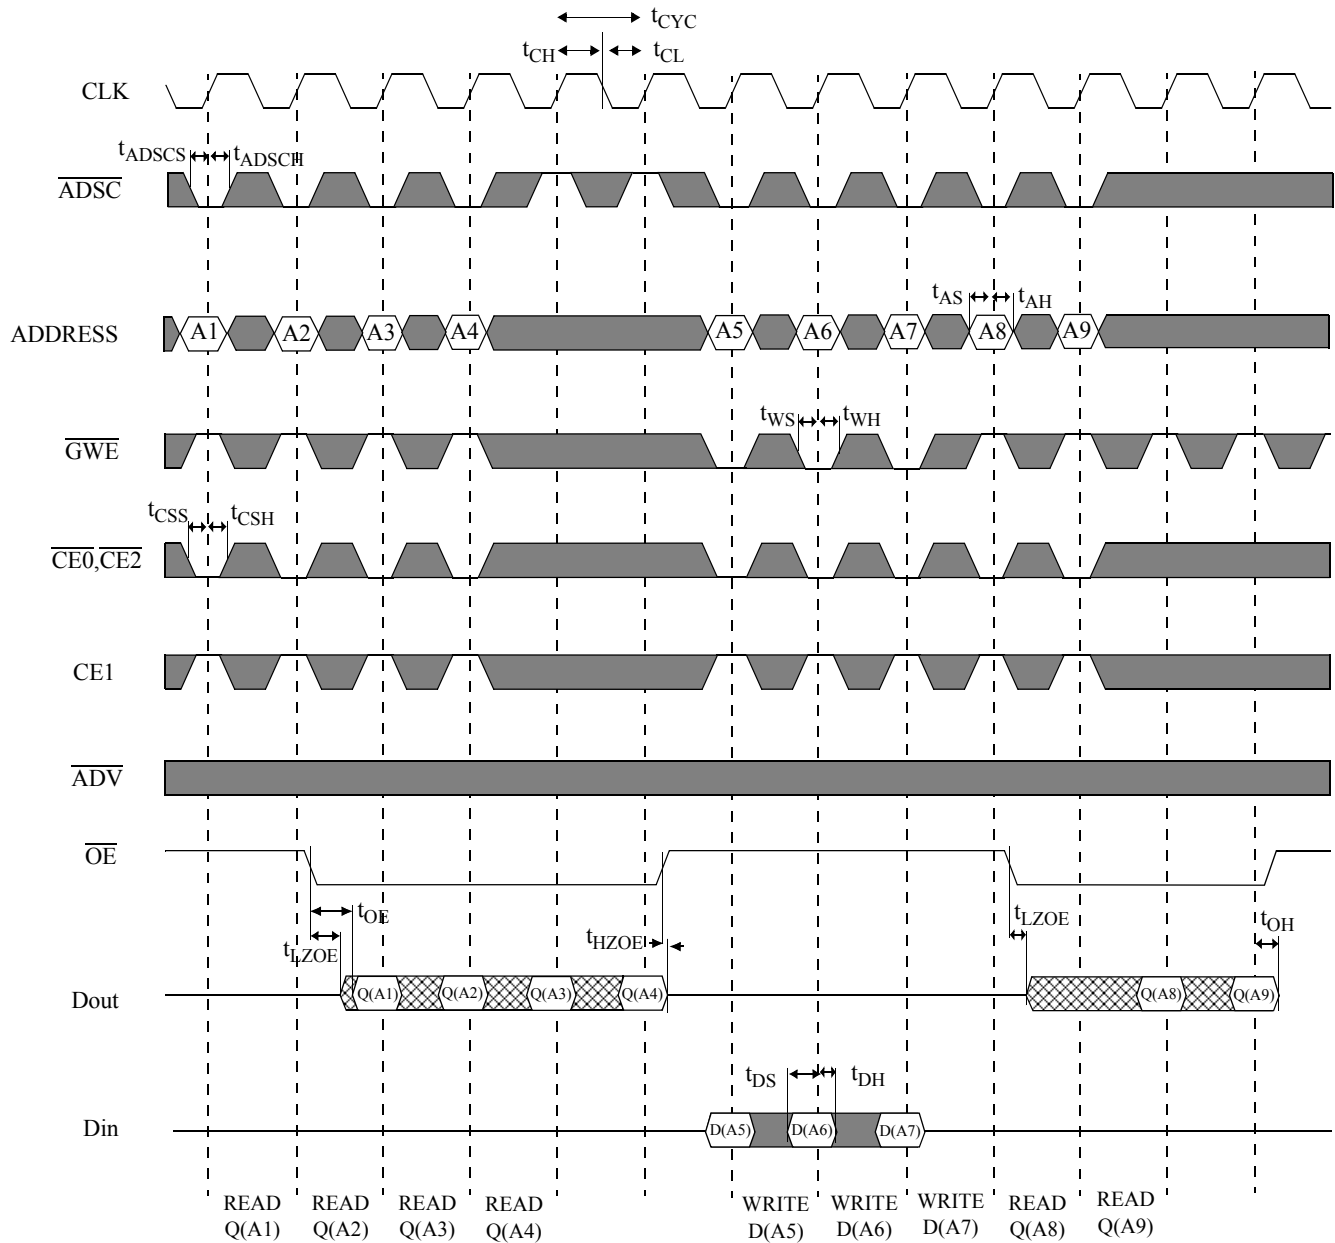 tCYC
tCH tCL
CLK
tADSCS tADSCH
ADSC
tAS tAH
ADDRESS A1 A2 A3 A4 A5 A6 A7 A8 A9
tWS tWH
GWE
tCSS tCSH
CE0,CE2
CE1
ADV
OE
tOE tLZOE
tLZOE tHZOE tOH
Dout Q(A1) Q(A2) Q(A3) Q(A4) Q(A8) Q(A9)
tDS tDH
Din D(A5) D(A6) D(A7)
READ READ READ READ WRITE WRITE WRITE READ READ
Q(A1) Q(A2) Q(A3) Q(A4) D(A5) D(A6) D(A7) Q(A8) Q(A9)